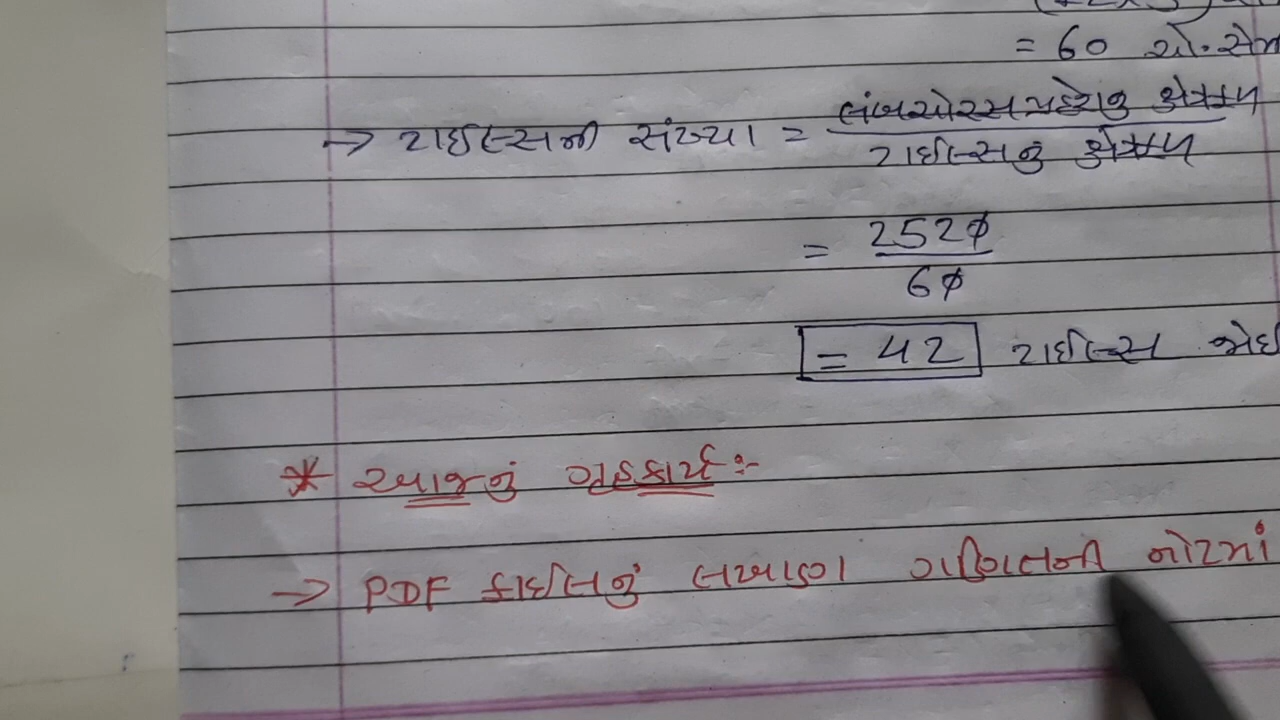 = 60 ચો.સેમ
→ ટાઈલ્સની સંખ્યા = લંબચોરસ પ્રદેશનું ક્ષેત્રફળ
ટાઈલ્સનું ક્ષેત્રફળ
= 2520
60
= 42 ટાઈલ્સ જોઈ
* આજનું ગૃહકાર્ય :-
→ PDF ફાઈલનું લખાણ ગણિતની નોટમાં